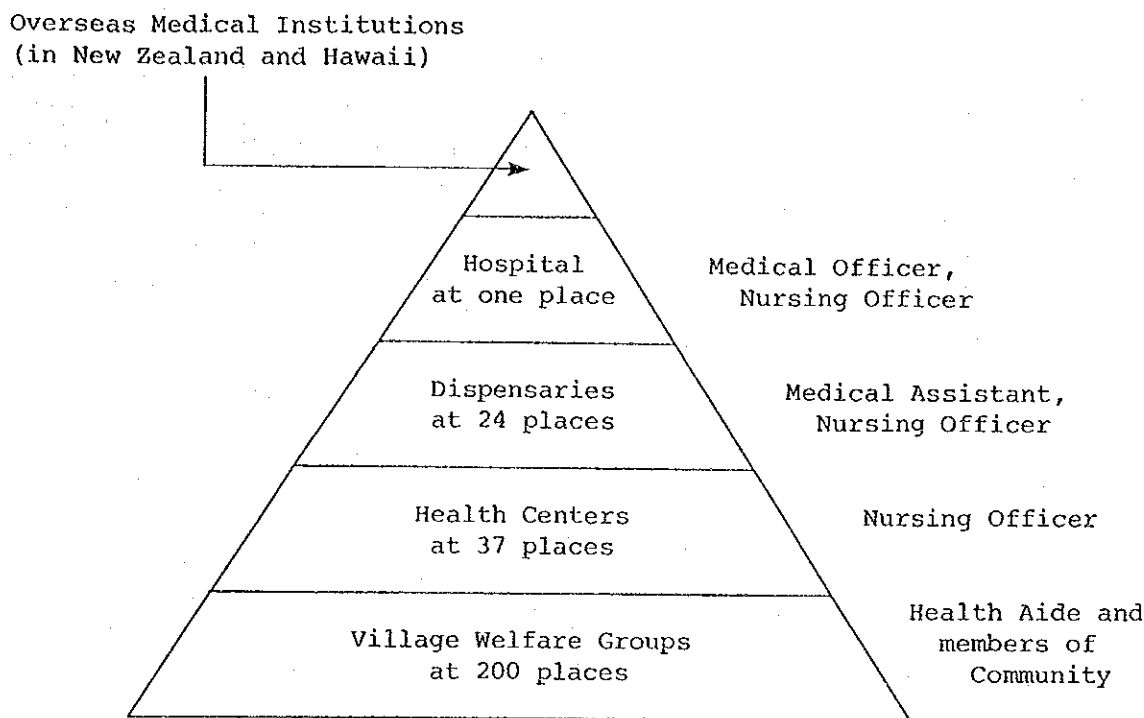 Overseas Medical Institutions
(in New Zealand and Hawaii)
Hospital
at one place
Medical Officer,
Nursing Officer
Dispensaries
at 24 places
Medical Assistant,
Nursing Officer
Health Centers
at 37 places
Nursing Officer
Village Welfare Groups
at 200 places
Health Aide and
members of
Community